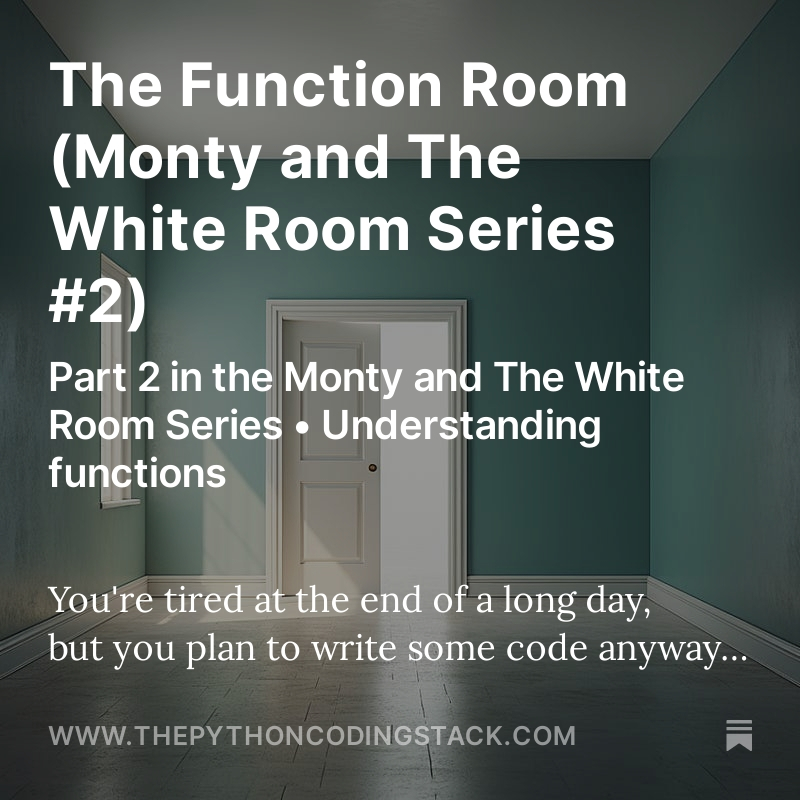 The Function Room
(Monty and The
White Room Series
#2)
Part 2 in the Monty and The White
Room Series • Understanding
functions
You're tired at the end of a long day,
but you plan to write some code anyway...
WWW.THEPYTHONCODINGSTACK.COM